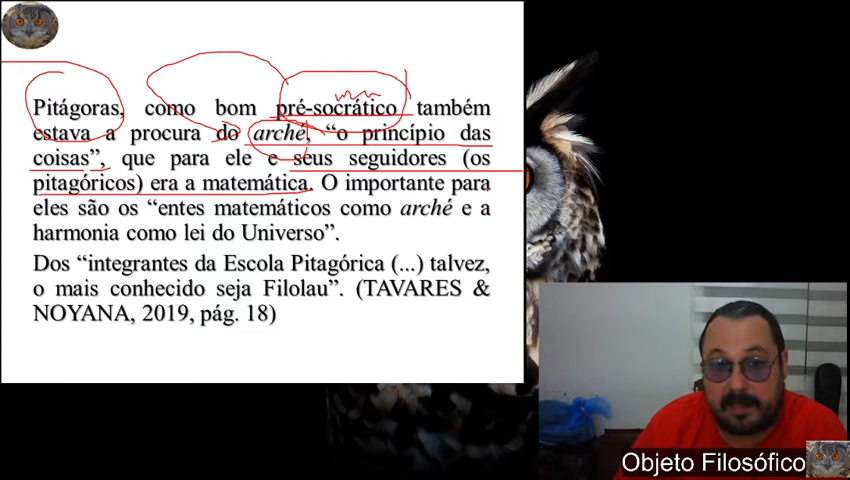 Pitágoras, como bom pré-socrático também
estava a procura do arché, “o princípio das
coisas”, que para ele e seus seguidores (os
pitagóricos) era a matemática. O importante para
eles são os “entes matemáticos como arché e a
harmonia como lei do Universo”.
Dos “integrantes da Escola Pitagórica (...) talvez,
o mais conhecido seja Filolau”. (TAVARES &
NOYANA, 2019, pág. 18)
Objeto Filosófico